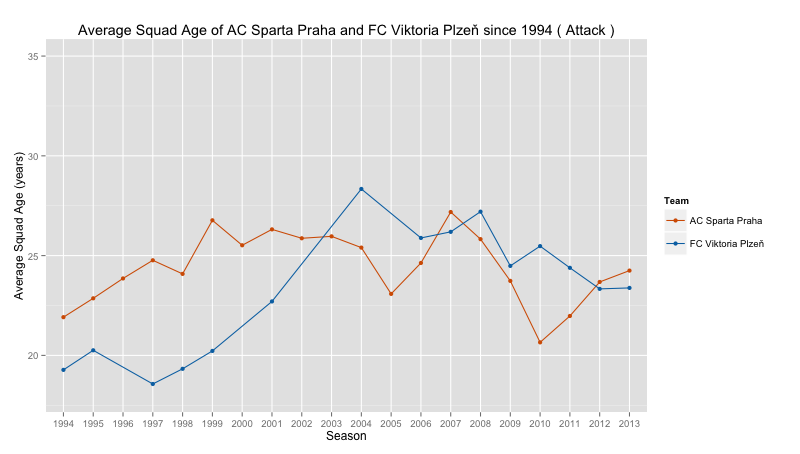 Average Squad Age of AC Sparta Praha and FC Viktoria Plzeň since 1994 ( Attack )
Average Squad Age (years)
35
30
25
20
1994 1995 1996 1997 1998 1999 2000 2001 2002 2003 2004 2005 2006 2007 2008 2009 2010 2011 2012 2013
Season
Team
AC Sparta Praha
FC Viktoria Plzeň